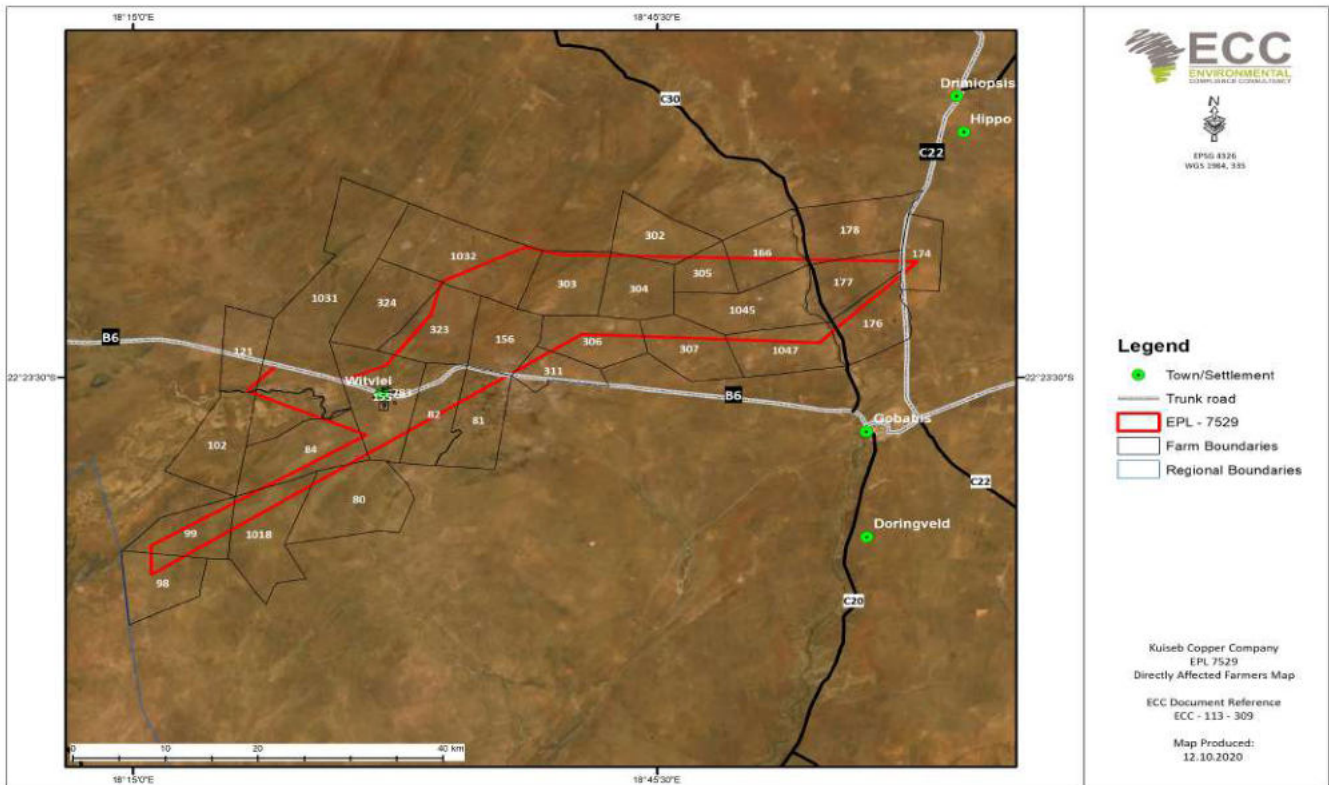 18°15'0"E
18°45'30"E
Drimiopsis
C30
Hippo
C22
302
178
1032
166
174
303
304
305
177
1031
324
1045
176
323
156
306
307
1047
B6
121
311
22°23'30"S
22°23'30"S
Witvlei
783
155
B6
82
81
Gobabis
102
84
80
C22
99
1018
Doringveld
98
C20
0 10 20 40 km
18°15'0"E
18°45'30"E
ECC
ENVIRONMENTAL
COMPLIANCE CONSULTANCY
N
EPSG 4326
WGS 1984, 33S
Legend
Town/Settlement
Trunk road
EPL - 7529
Farm Boundaries
Regional Boundaries
Kuiseb Copper Company
EPL 7529
Directly Affected Farmers Map
ECC Document Reference
ECC - 113 - 309
Map Produced:
12.10.2020